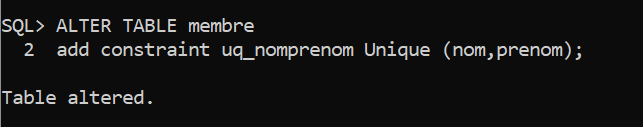 SQL> ALTER TABLE membre
2 add constraint uq_nomprenom Unique (nom,prenom);
Table altered.